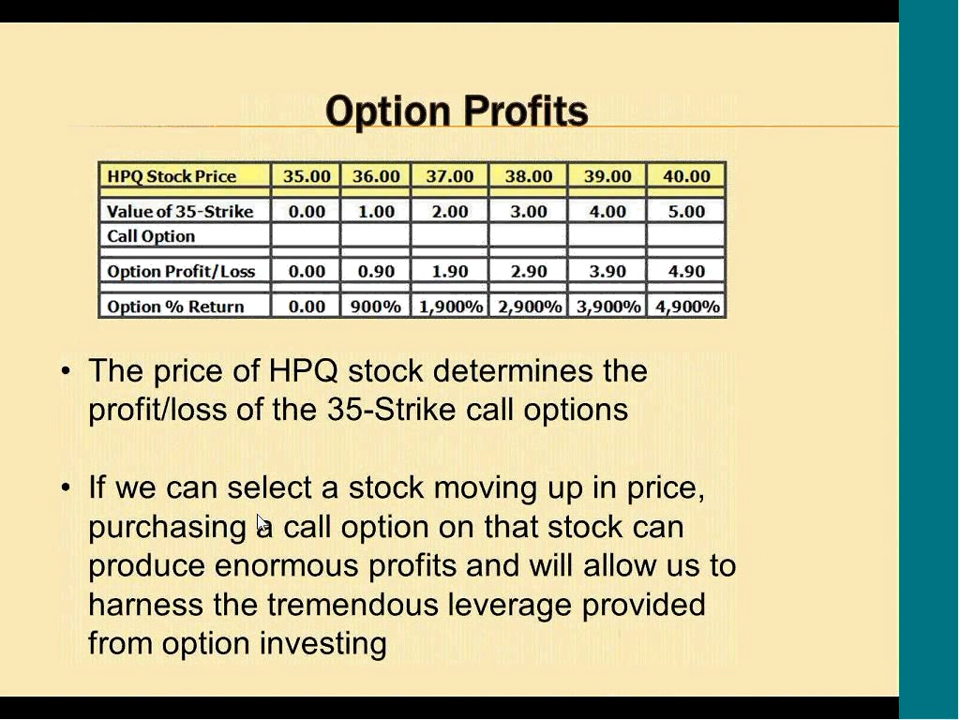 Option Profits
HPQ Stock Price 35.00 36.00 37.00 38.00 39.00 40.00
Value of 35-Strike 0.00 1.00 2.00 3.00 4.00 5.00
Call Option
Option Profit/Loss 0.00 0.90 1.90 2.90 3.90 4.90
Option % Return 0.00 900% 1,900% 2,900% 3,900% 4,900%
• The price of HPQ stock determines the
profit/loss of the 35-Strike call options
• If we can select a stock moving up in price,
purchasing a call option on that stock can
produce enormous profits and will allow us to
harness the tremendous leverage provided
from option investing